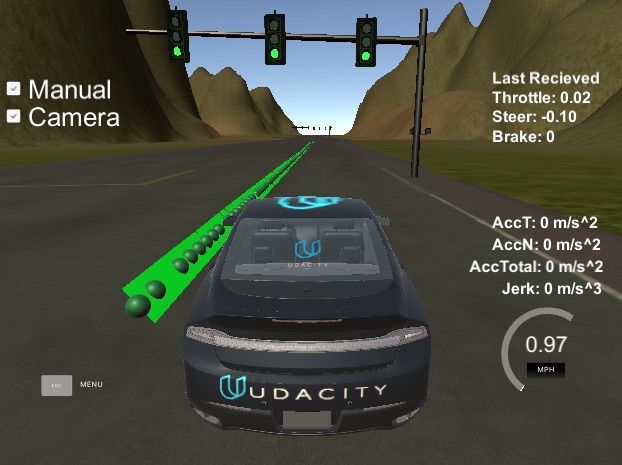 Manual
Camera
Last Recieved
Throttle: 0.02
Steer: -0.10
Brake: 0
AccT: 0 m/s^2
AccN: 0 m/s^2
AccTotal: 0 m/s^2
Jerk: 0 m/s^3
0.97
MPH
UDACITY
ESC MENU
UDACITY